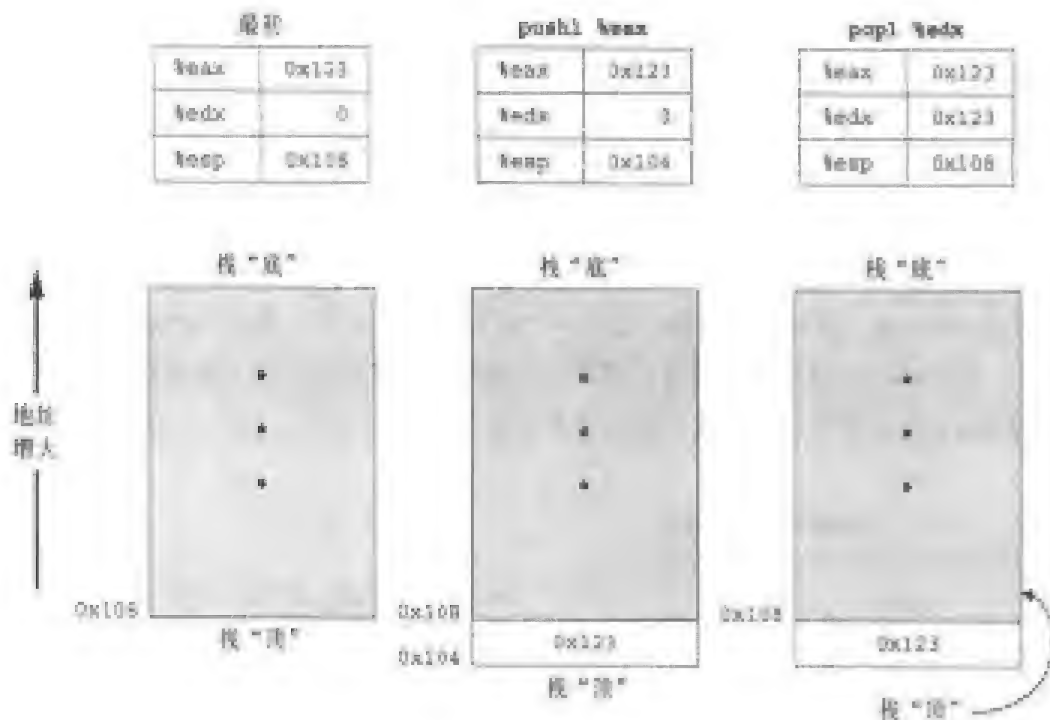 最初
pushl %eax
popl %edx
%eax 0x123
%edx 0
%esp 0x108
%eax 0x123
%edx 0
%esp 0x104
%eax 0x123
%edx 0x123
%esp 0x108
栈“底”
栈“底”
栈“底”
地址
增大
0x108
栈“顶”
0x108
0x104
0x123
栈“顶”
0x108
0x123
栈“顶”